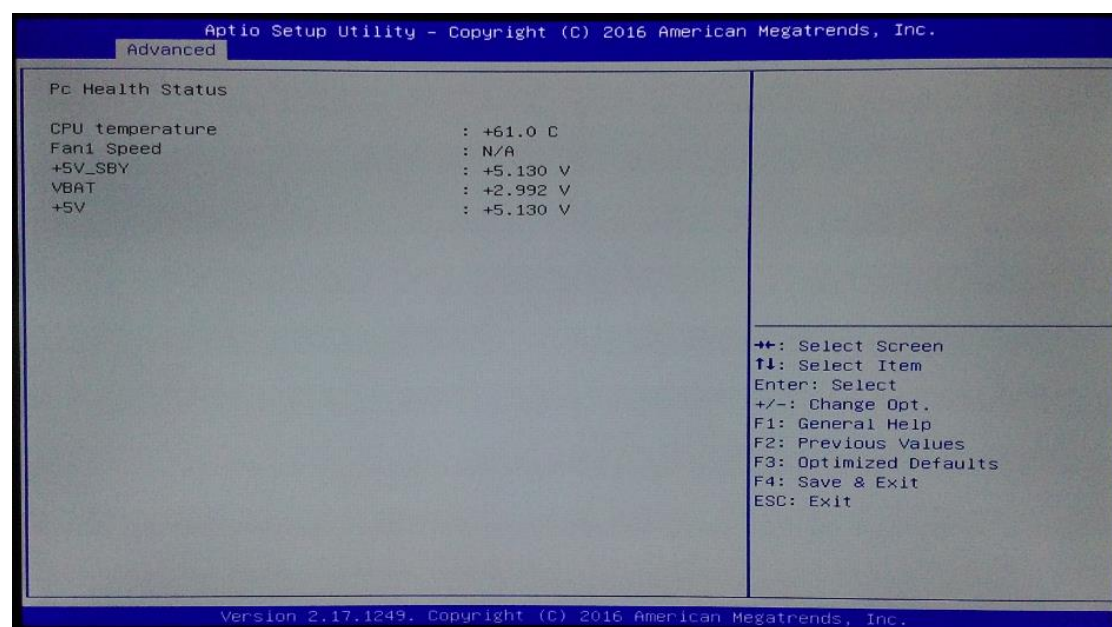 Aptio Setup Utility - Copyright (C) 2016 American Megatrends, Inc.
Advanced
Pc Health Status
CPU temperature : +61.0 C
Fan1 Speed : N/A
+5V_SBY : +5.130 V
VBAT : +2.992 V
+5V : +5.130 V
→←: Select Screen
↑↓: Select Item
Enter: Select
+/-: Change Opt.
F1: General Help
F2: Previous Values
F3: Optimized Defaults
F4: Save & Exit
ESC: Exit
Version 2.17.1249. Copyright (C) 2016 American Megatrends, Inc.